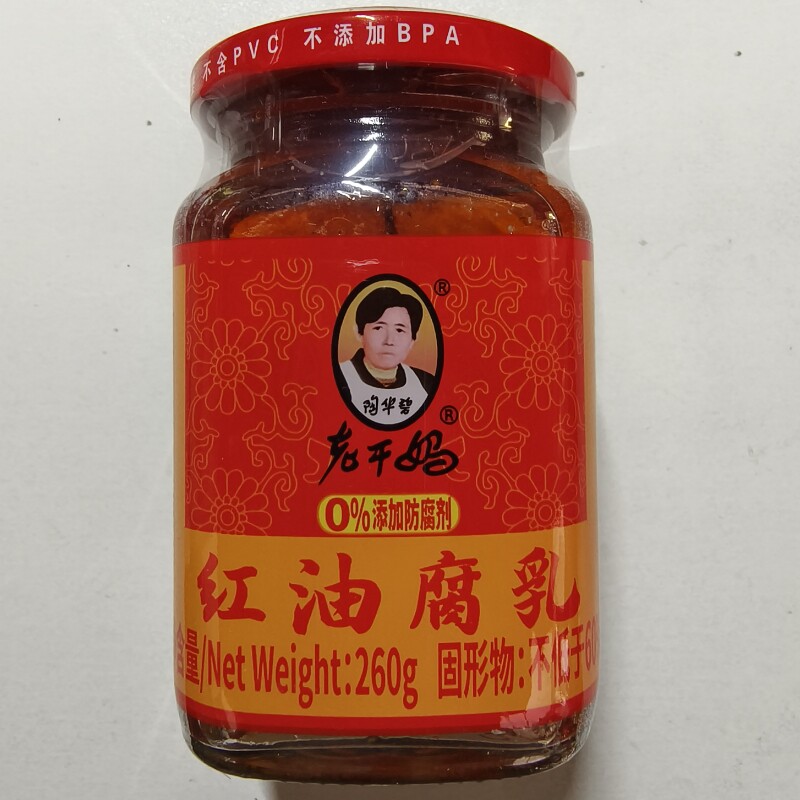 不含PVC 不添加BPA
®
陶华碧
®
老干妈
0%添加防腐剂
红油腐乳
含量/Net Weight:260g 固形物:不低于60